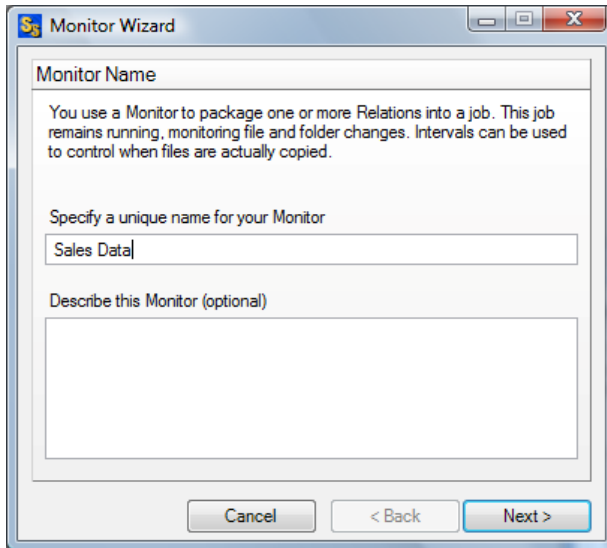 Monitor Wizard
Monitor Name
You use a Monitor to package one or more Relations into a job. This job
remains running, monitoring file and folder changes. Intervals can be used
to control when files are actually copied.
Specify a unique name for your Monitor
Sales Data
Describe this Monitor (optional)
Cancel
< Back
Next >